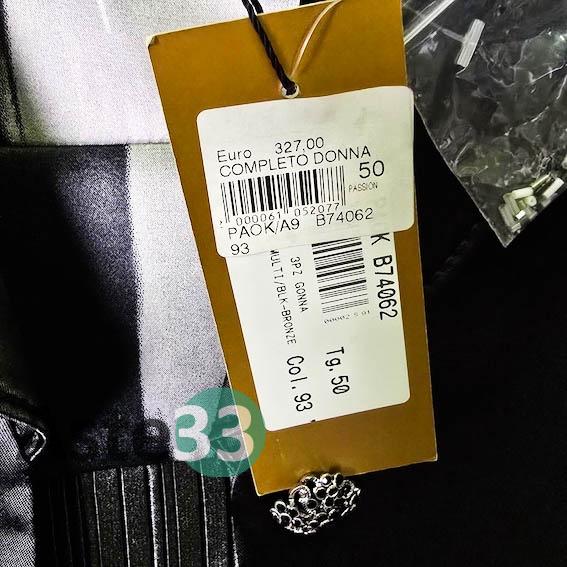 Euro 327,00
COMPLETO DONNA
50
PASSION
000061 052077
PAOK/A9 B74062
93
K B74062
3PZ GONNA
MULTI/BLK-BRONZE
Tg.50
Col.93
33